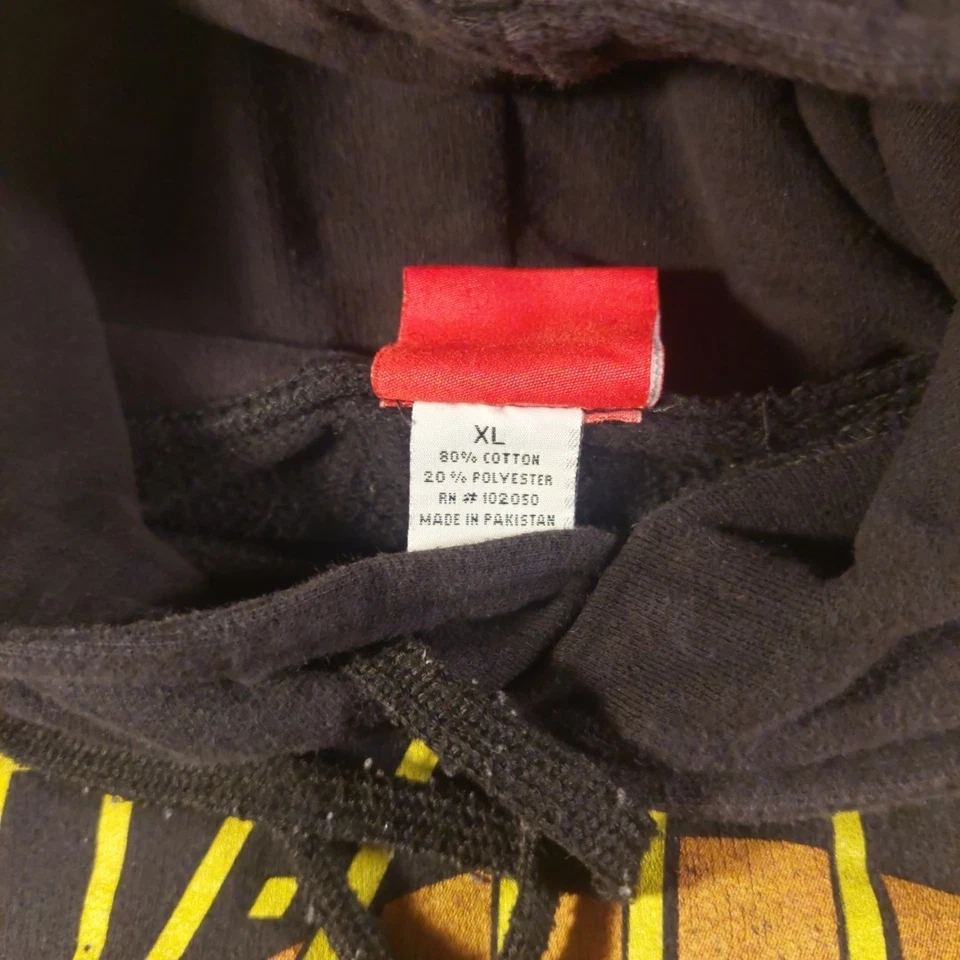 XL
80% COTTON
20% POLYESTER
RN # 102050
MADE IN PAKISTAN